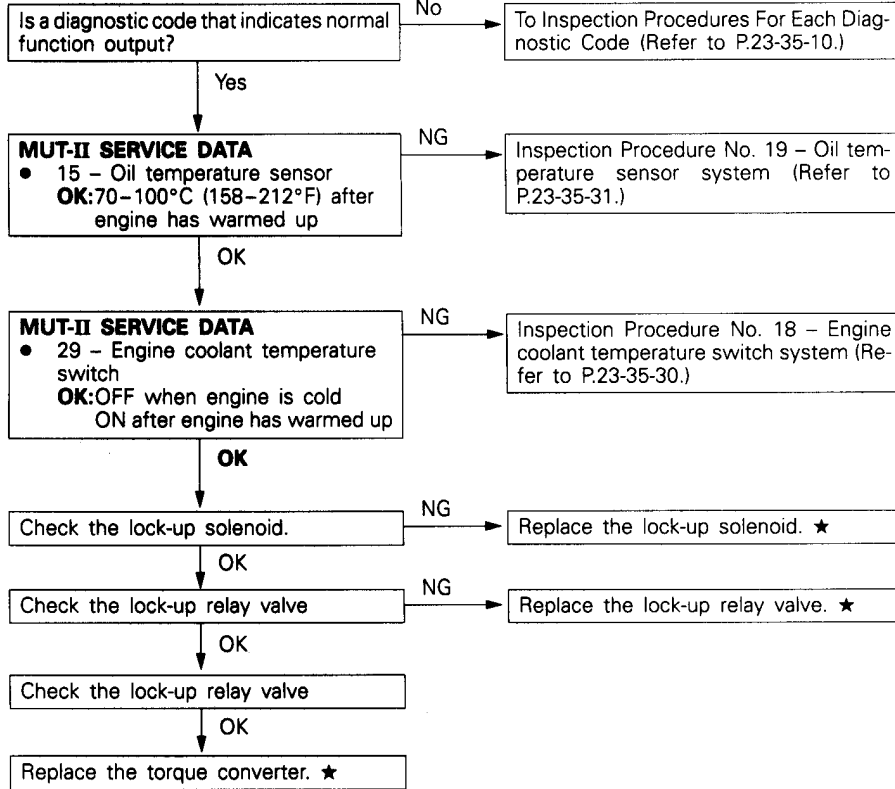 Is a diagnostic code that indicates normal
function output?
No
To Inspection Procedures For Each Diag-
nostic Code (Refer to P.23-35-10.)
Yes
MUT-II SERVICE DATA
● 15 – Oil temperature sensor
OK:70–100°C (158–212°F) after
engine has warmed up
NG
Inspection Procedure No. 19 – Oil tem-
perature sensor system (Refer to
P.23-35-31.)
OK
MUT-II SERVICE DATA
● 29 – Engine coolant temperature
switch
OK:OFF when engine is cold
ON after engine has warmed up
NG
Inspection Procedure No. 18 – Engine
coolant temperature switch system (Re-
fer to P.23-35-30.)
OK
Check the lock-up solenoid.
NG
Replace the lock-up solenoid. ★
OK
Check the lock-up relay valve
NG
Replace the lock-up relay valve. ★
OK
Check the lock-up relay valve
OK
Replace the torque converter. ★